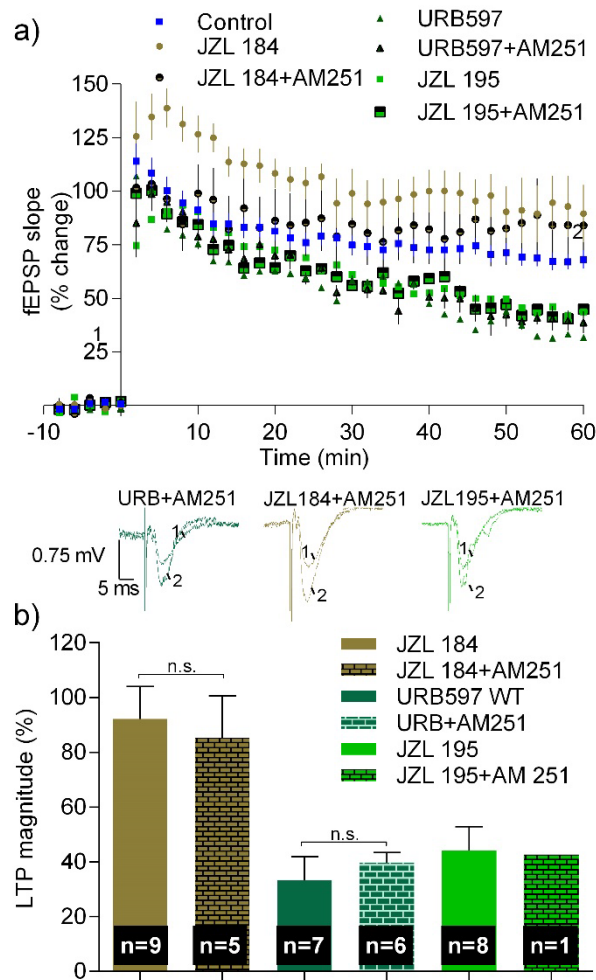 a)
Control
JZL 184
JZL 184+AM251
URB597
URB597+AM251
JZL 195
JZL 195+AM251
fEPSP slope
(% change)
150
125
100
75
50
25
1
2
-10
10
20
30
40
50
60
Time (min)
URB+AM251
JZL184+AM251
JZL195+AM251
0.75 mV
5 ms
1
2
1
2
1
2
b)
LTP magnitude (%)
120
100
80
60
40
20
0
JZL 184
JZL 184+AM251
URB597 WT
URB+AM251
JZL 195
JZL 195+AM 251
n.s.
n.s.
n=9
n=5
n=7
n=6
n=8
n=1